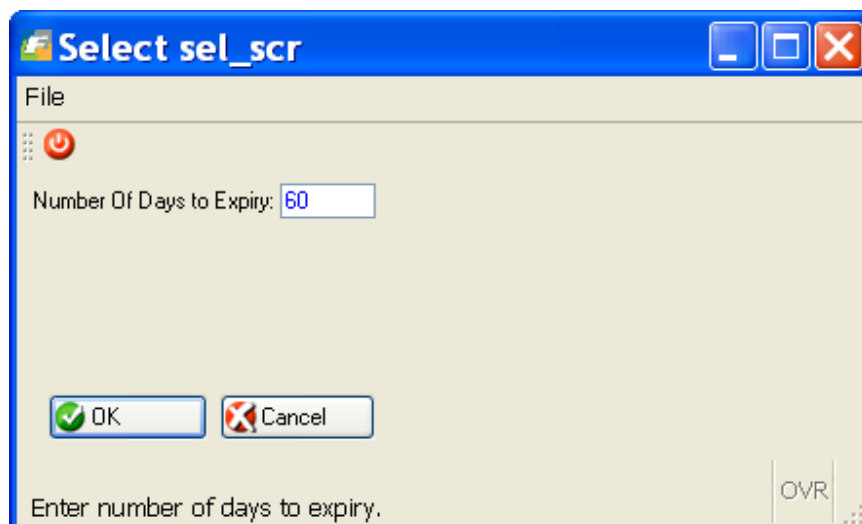 Select sel_scr
File
Number Of Days to Expiry: 60
OK Cancel
OVR
Enter number of days to expiry.